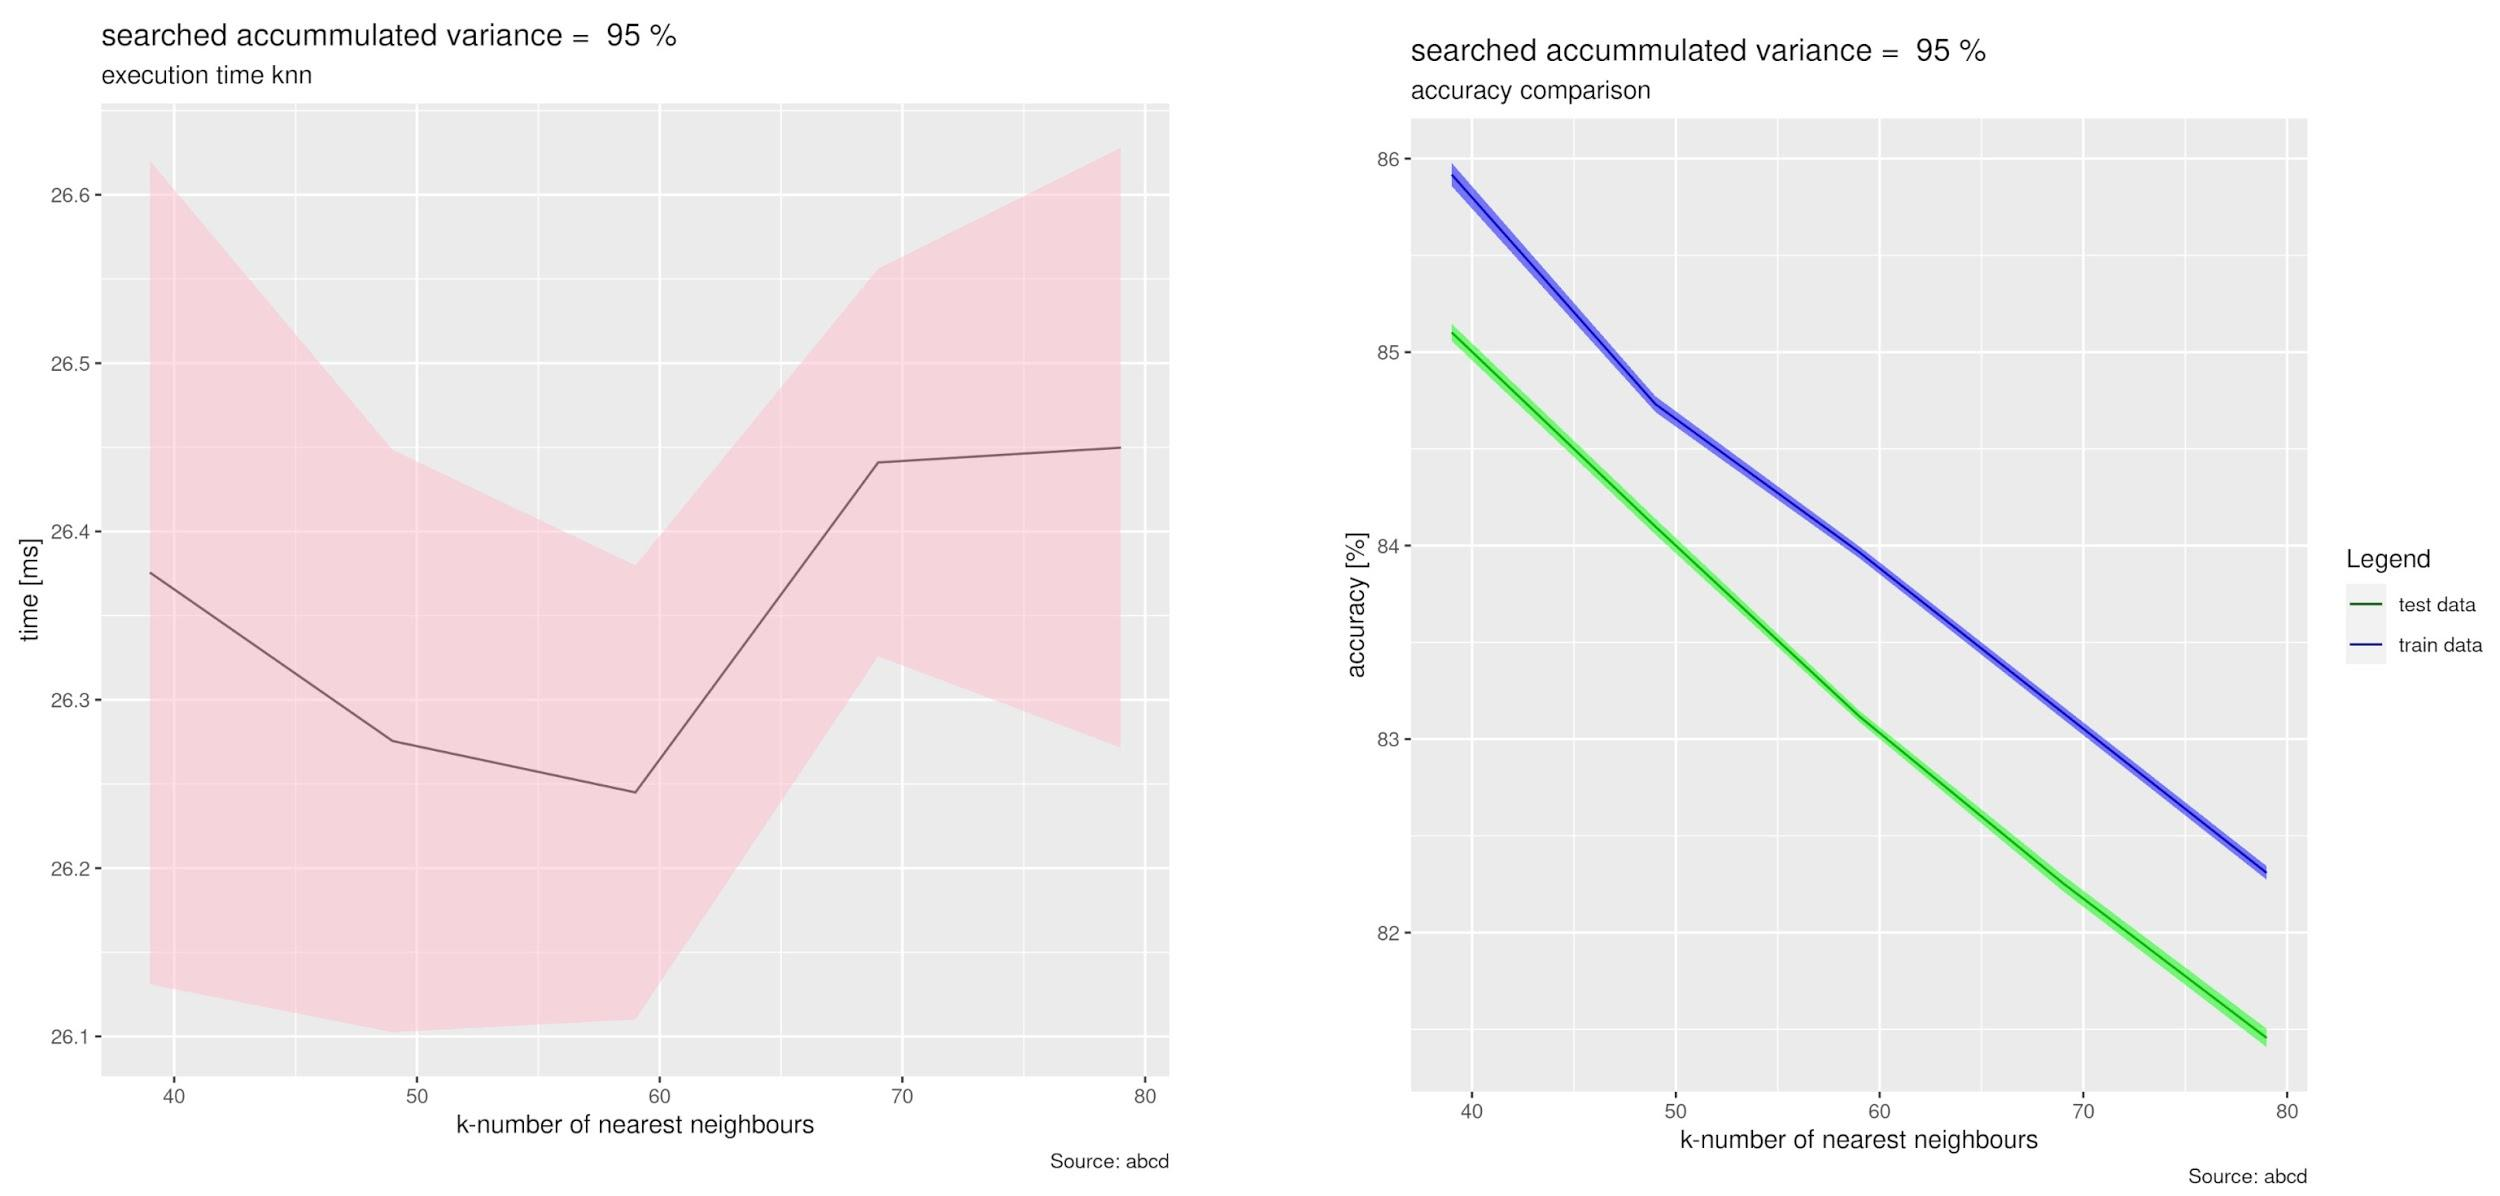 searched accummulated variance =  95 %
execution time knn
26.6
26.5
26.4
26.3
26.2
26.1
time [ms]
40 50 60 70 80
k-number of nearest neighbours
Source: abcd
searched accummulated variance =  95 %
accuracy comparison
86
85
84
83
82
accuracy [%]
40 50 60 70 80
k-number of nearest neighbours
Source: abcd
Legend
test data
train data